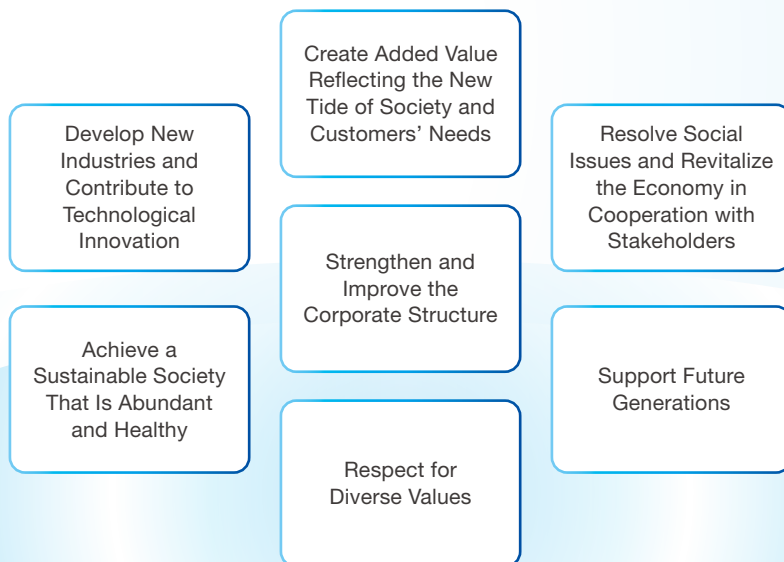 Create Added Value
Reflecting the New
Tide of Society and
Customers’ Needs
Develop New
Industries and
Contribute to
Technological
Innovation
Resolve Social
Issues and Revitalize
the Economy in
Cooperation with
Stakeholders
Strengthen and
Improve the
Corporate Structure
Achieve a
Sustainable Society
That Is Abundant
and Healthy
Support Future
Generations
Respect for
Diverse Values